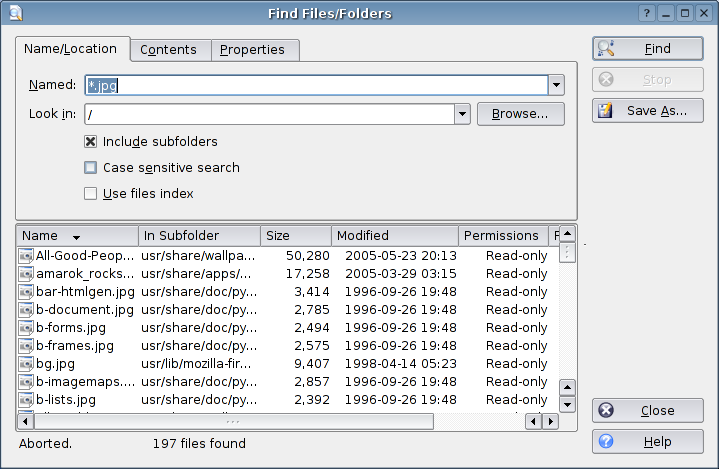 Find Files/Folders
Name/Location Contents Properties
Find
Stop
Save As...
Named: *.jpg
Look in: / Browse...
Include subfolders
Case sensitive search
Use files index
Name In Subfolder Size Modified Permissions
All-Good-Peop... usr/share/wallpa... 50,280 2005-05-23 20:13 Read-only
amarok_rocks... usr/share/apps/... 17,258 2005-03-29 03:15 Read-only
bar-htmlgen.jpg usr/share/doc/py... 3,414 1996-09-26 19:48 Read-only
b-document.jpg usr/share/doc/py... 2,785 1996-09-26 19:48 Read-only
b-forms.jpg usr/share/doc/py... 2,494 1996-09-26 19:48 Read-only
b-frames.jpg usr/share/doc/py... 2,575 1996-09-26 19:48 Read-only
bg.jpg usr/lib/mozilla-fir... 9,407 1998-04-14 05:23 Read-only
b-imagemaps.... usr/share/doc/py... 2,857 1996-09-26 19:48 Read-only
b-lists.jpg usr/share/doc/py... 2,392 1996-09-26 19:48 Read-only
Close
Help
Aborted. 197 files found